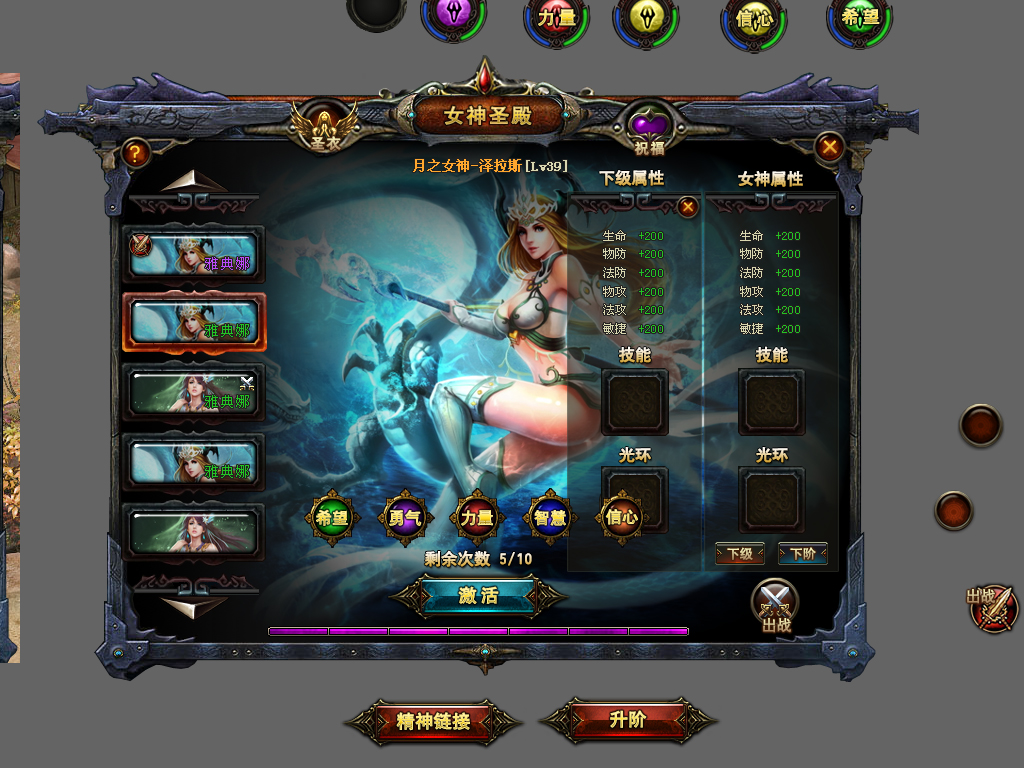 力量
信心
希望
女神圣殿
圣衣
祝福
?
月之女神-泽拉斯[Lv39]
下级属性
女神属性
生命 +200
物防 +200
法防 +200
物攻 +200
法攻 +200
敏捷 +200
生命 +200
物防 +200
法防 +200
物攻 +200
法攻 +200
敏捷 +200
雅典娜
雅典娜
雅典娜
雅典娜
技能
技能
光环
光环
希望
勇气
力量
智慧
信心
剩余次数 5/10
下级
下阶
激活
出战
出战
精神链接
升阶